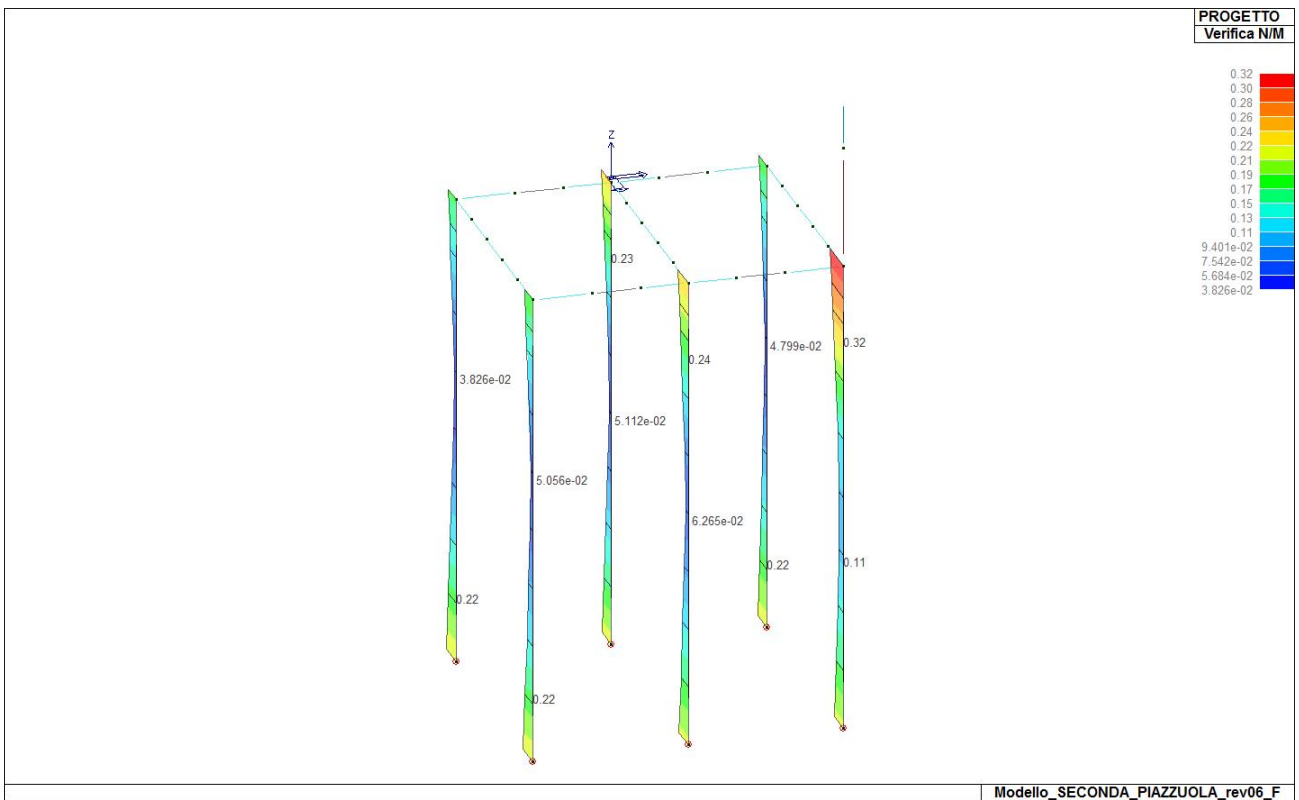 PROGETTO
Verifica N/M
0.32
0.30
0.28
0.26
0.24
0.22
0.21
0.19
0.17
0.15
0.13
0.11
9.401e-02
7.542e-02
5.684e-02
3.826e-02
Z
0.23
0.24
4.799e-02
0.32
3.826e-02
5.112e-02
5.056e-02
6.265e-02
0.11
0.22
0.22
0.22
Modello_SECONDA_PIAZZUOLA_rev06_F